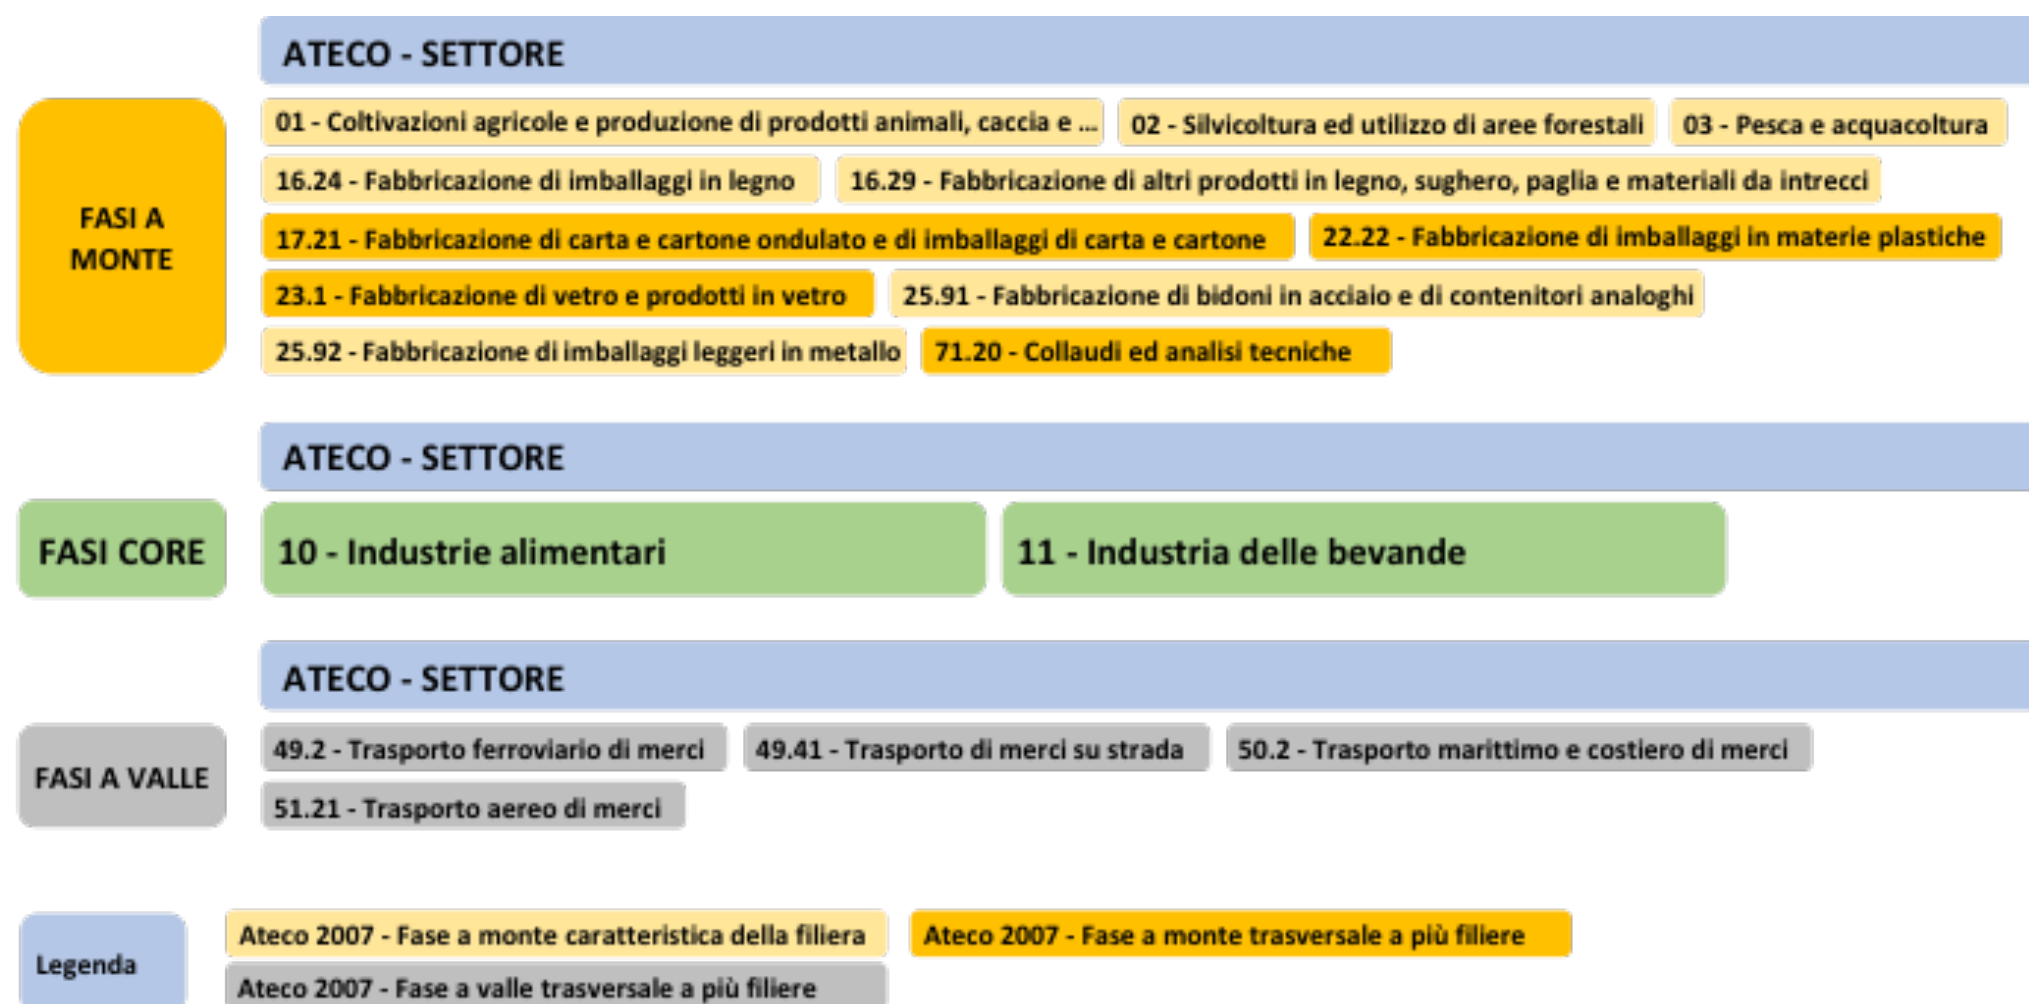 ATECO - SETTORE
01 - Coltivazioni agricole e produzione di prodotti animali, caccia e ...
02 - Silvicoltura ed utilizzo di aree forestali
03 - Pesca e acquacoltura
16.24 - Fabbricazione di imballaggi in legno
16.29 - Fabbricazione di altri prodotti in legno, sughero, paglia e materiali da intrecci
FASI A
MONTE
17.21 - Fabbricazione di carta e cartone ondulato e di imballaggi di carta e cartone
22.22 - Fabbricazione di imballaggi in materie plastiche
23.1 - Fabbricazione di vetro e prodotti in vetro
25.91 - Fabbricazione di bidoni in acciaio e di contenitori analoghi
25.92 - Fabbricazione di imballaggi leggeri in metallo
71.20 - Collaudi ed analisi tecniche
ATECO - SETTORE
FASI CORE
10 - Industrie alimentari
11 - Industria delle bevande
ATECO - SETTORE
FASI A VALLE
49.2 - Trasporto ferroviario di merci
49.41 - Trasporto di merci su strada
50.2 - Trasporto marittimo e costiero di merci
51.21 - Trasporto aereo di merci
Legenda
Ateco 2007 - Fase a monte caratteristica della filiera
Ateco 2007 - Fase a monte trasversale a più filiere
Ateco 2007 - Fase a valle trasversale a più filiere